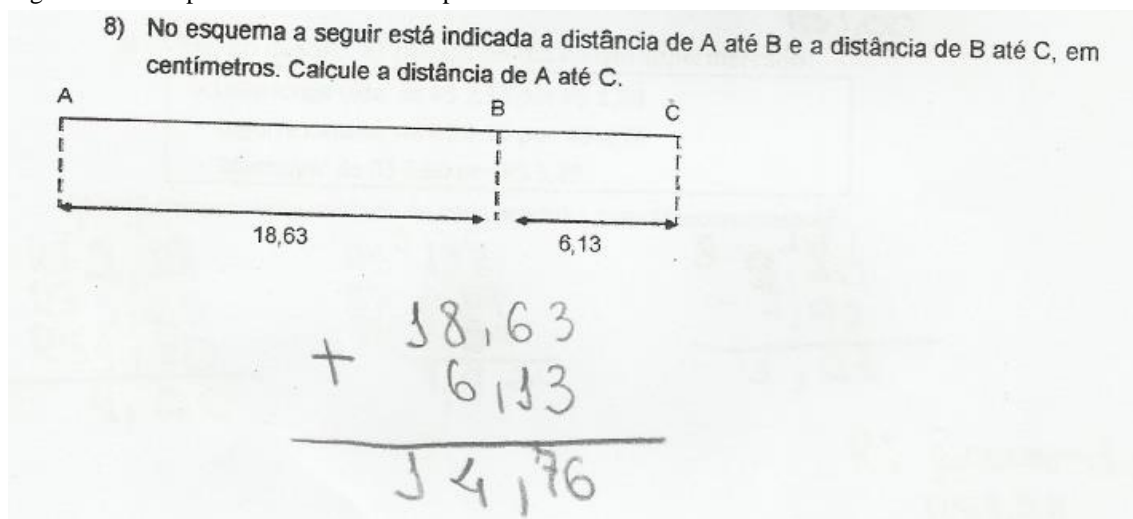 8) No esquema a seguir está indicada a distância de A até B e a distância de B até C, em
centímetros. Calcule a distância de A até C.
A B C
18,63 6,13
18,63
+ 6,13
14,76